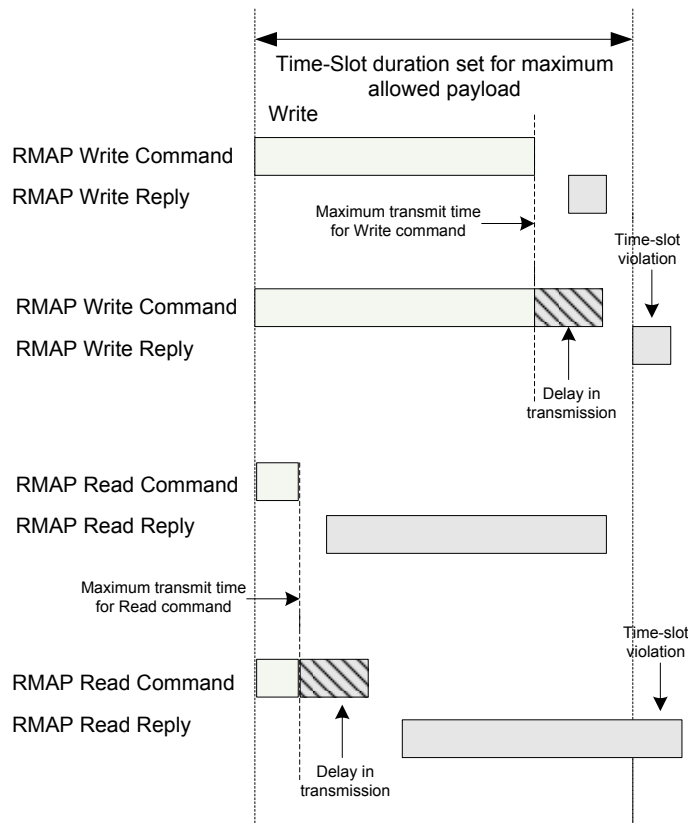 Time-Slot duration set for maximum
allowed payload
Write
RMAP Write Command
RMAP Write Reply
Maximum transmit time
for Write command
Time-slot
violation
RMAP Write Command
RMAP Write Reply
Delay in
transmission
RMAP Read Command
RMAP Read Reply
Maximum transmit time
for Read command
Time-slot
violation
RMAP Read Command
RMAP Read Reply
Delay in
transmission